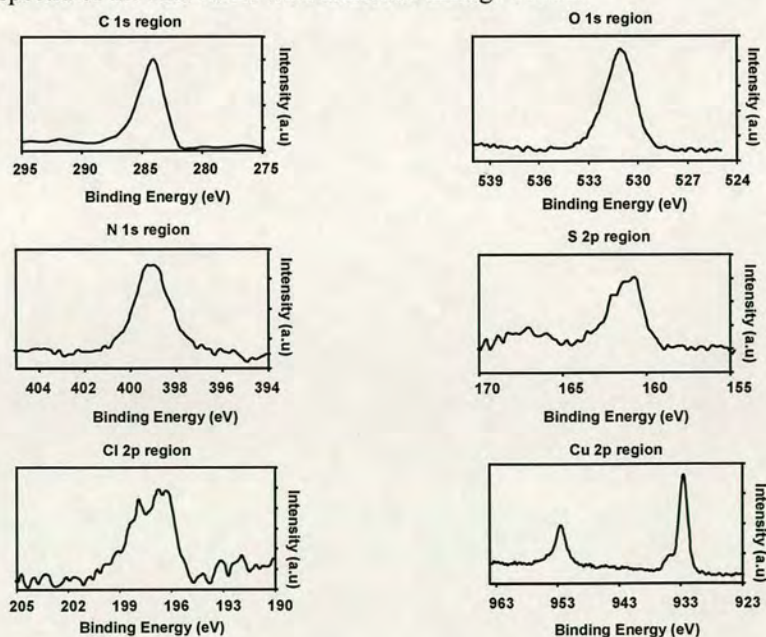 C 1s region
Intensity (a.u)
295 290 285 280 275
Binding Energy (eV)
O 1s region
Intensity (a.u)
539 536 533 530 527 524
Binding Energy (eV)
N 1s region
Intensity (a.u)
404 402 400 398 396 394
Binding Energy (eV)
S 2p region
Intensity (a.u)
170 165 160 155
Binding Energy (eV)
Cl 2p region
Intensity (a.u)
205 202 199 196 193 190
Binding Energy (eV)
Cu 2p region
Intensity (a.u)
963 953 943 933 923
Binding Energy (eV)